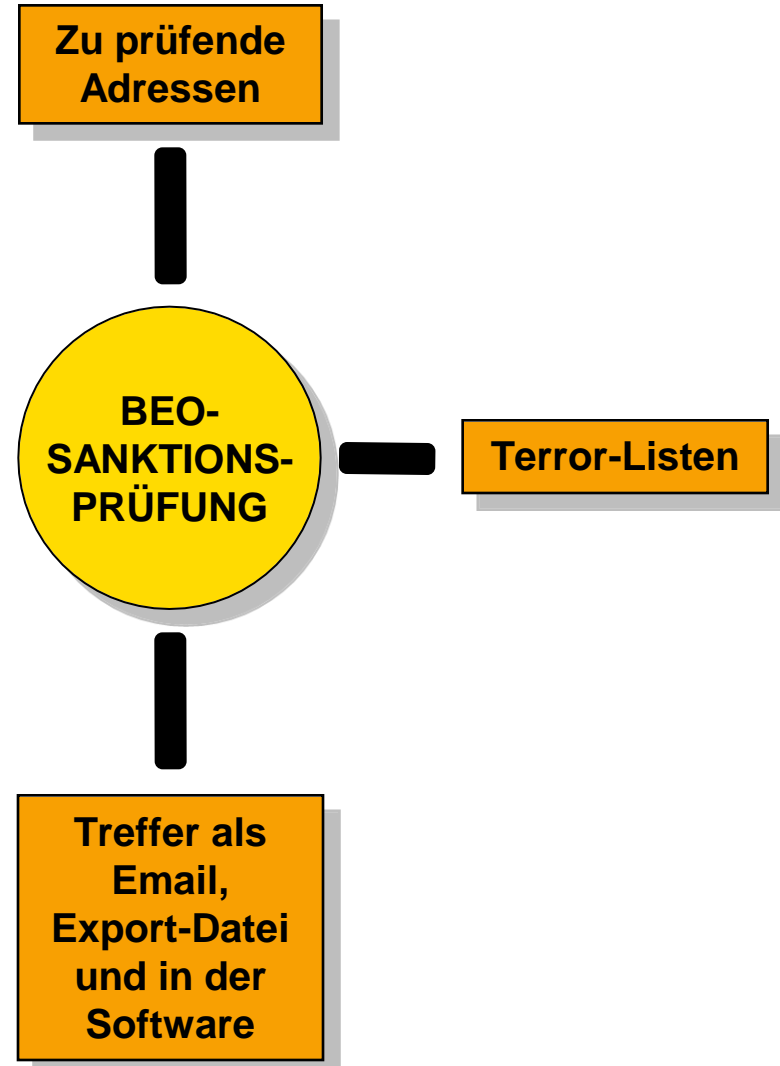 Zu prüfende
Adressen
BEO-
SANKTIONS-
PRÜFUNG
Terror-Listen
Treffer als
Email,
Export-Datei
und in der
Software